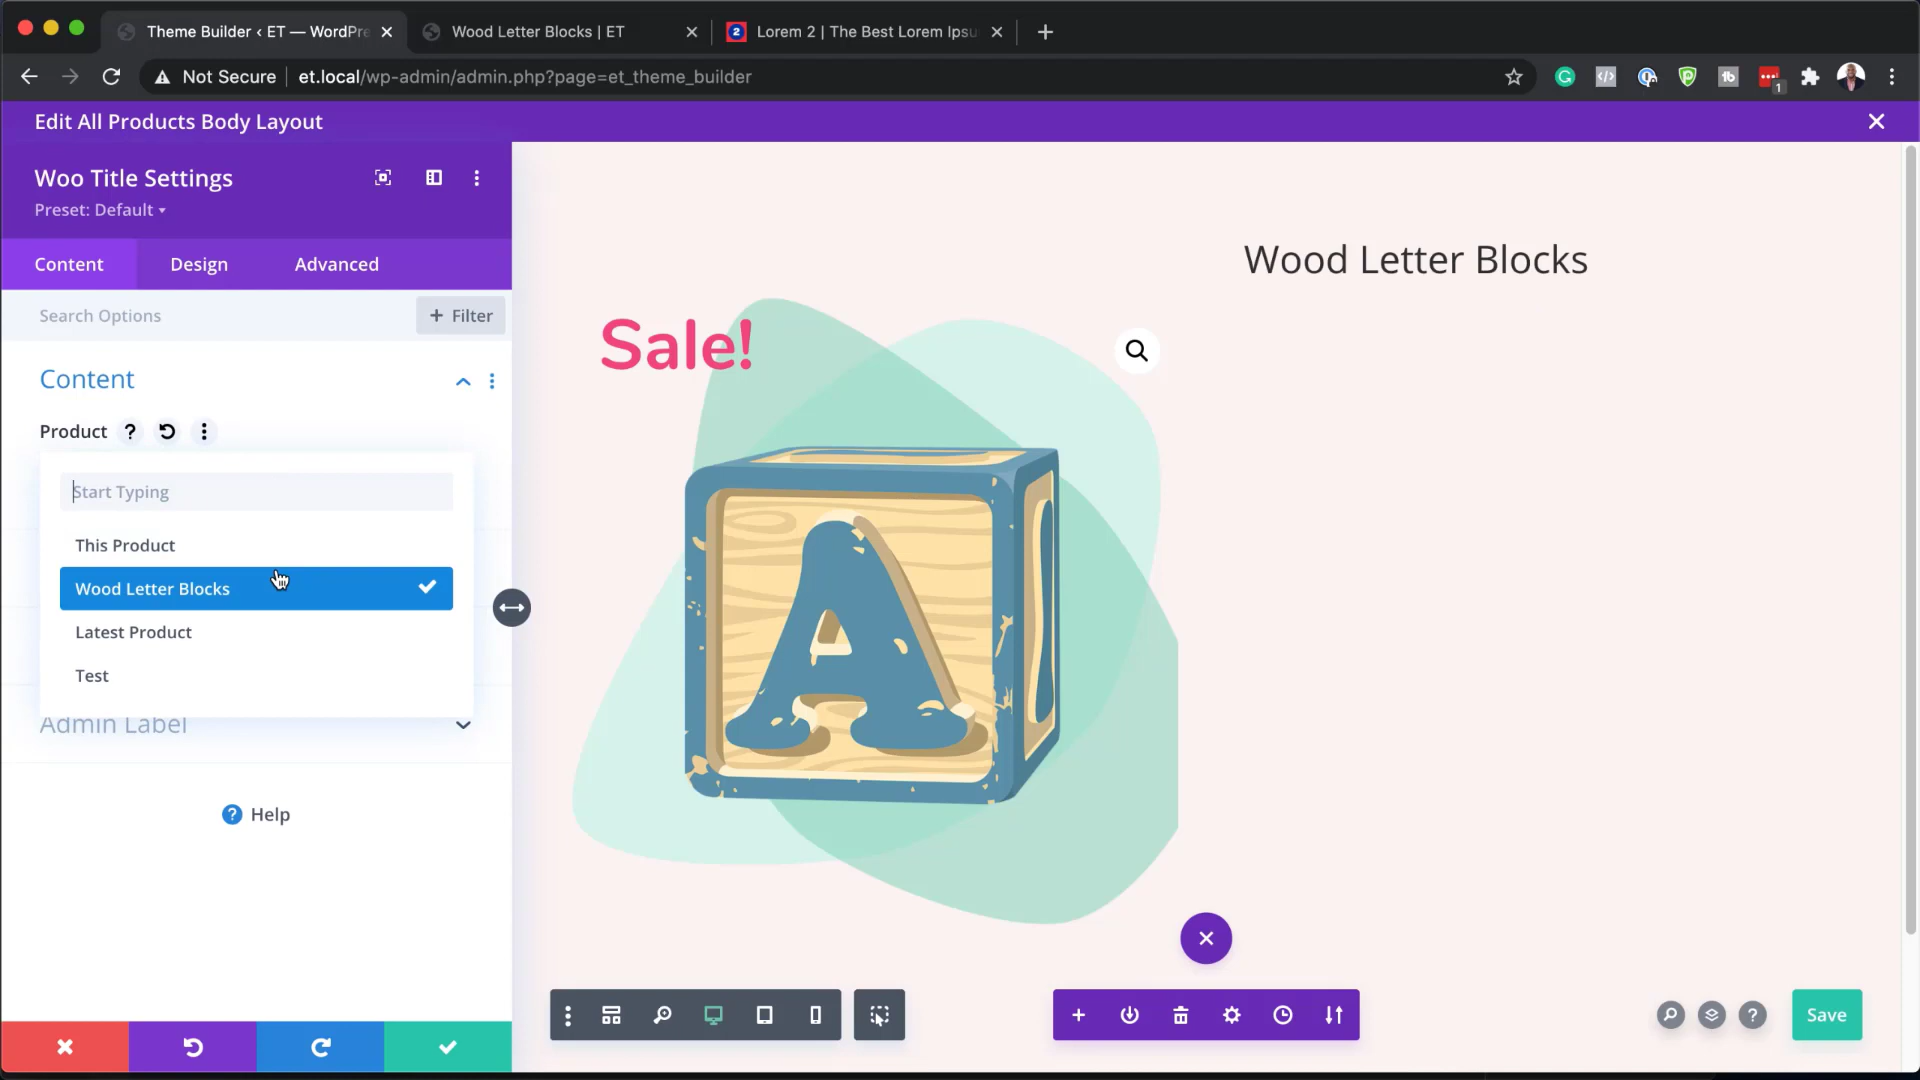 Theme Builder ‹ ET — WordPre
Wood Letter Blocks | ET
2
Lorem 2 | The Best Lorem Ipsu
Not Secure
et.local/wp-admin/admin.php?page=et_theme_builder
1
Edit All Products Body Layout
Woo Title Settings
Preset: Default
Content
Design
Advanced
Search Options
+ Filter
Content
Product
Start Typing
This Product
Wood Letter Blocks
Latest Product
Test
Admin Label
Help
Wood Letter Blocks
Sale!
A
Save